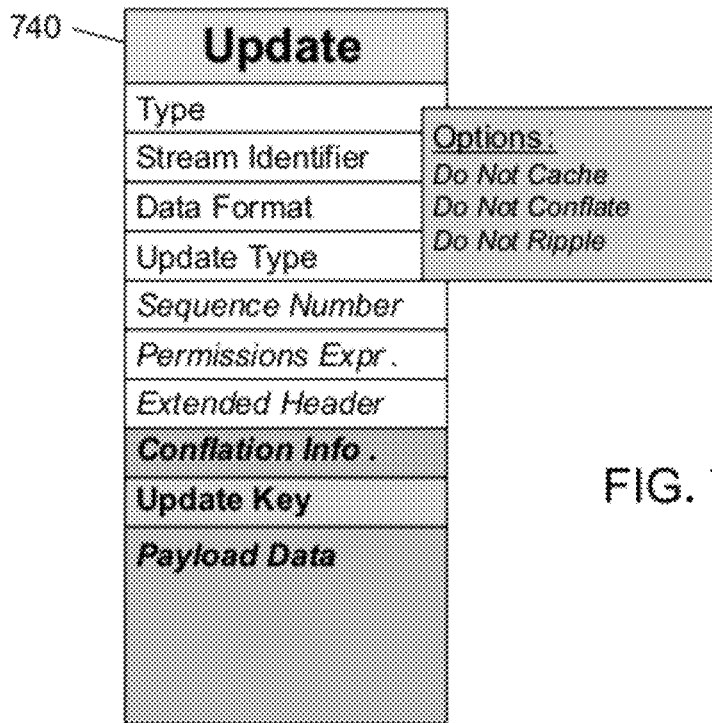 740
Update
Type
Stream Identifier
Data Format
Update Type
Sequence Number
Permissions Expr.
Extended Header
Conflation Info.
Update Key
Payload Data
Options:
Do Not Cache
Do Not Conflate
Do Not Ripple
FIG.